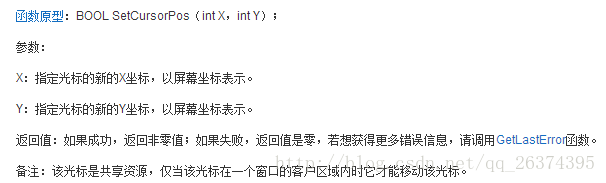 函数原型：BOOL SetCursorPos（int X，int Y）；
参数：
X：指定光标的新的X坐标，以屏幕坐标表示。
Y：指定光标的新的Y坐标，以屏幕坐标表示。
返回值：如果成功，返回非零值；如果失败，返回值是零，若想获得更多错误信息，请调用GetLastError函数。
备注：该光标是共享资源，仅当该光标在一个窗口的客户区域内时它才能移动该光标。
http://blog.csdn.net/qq_26374395